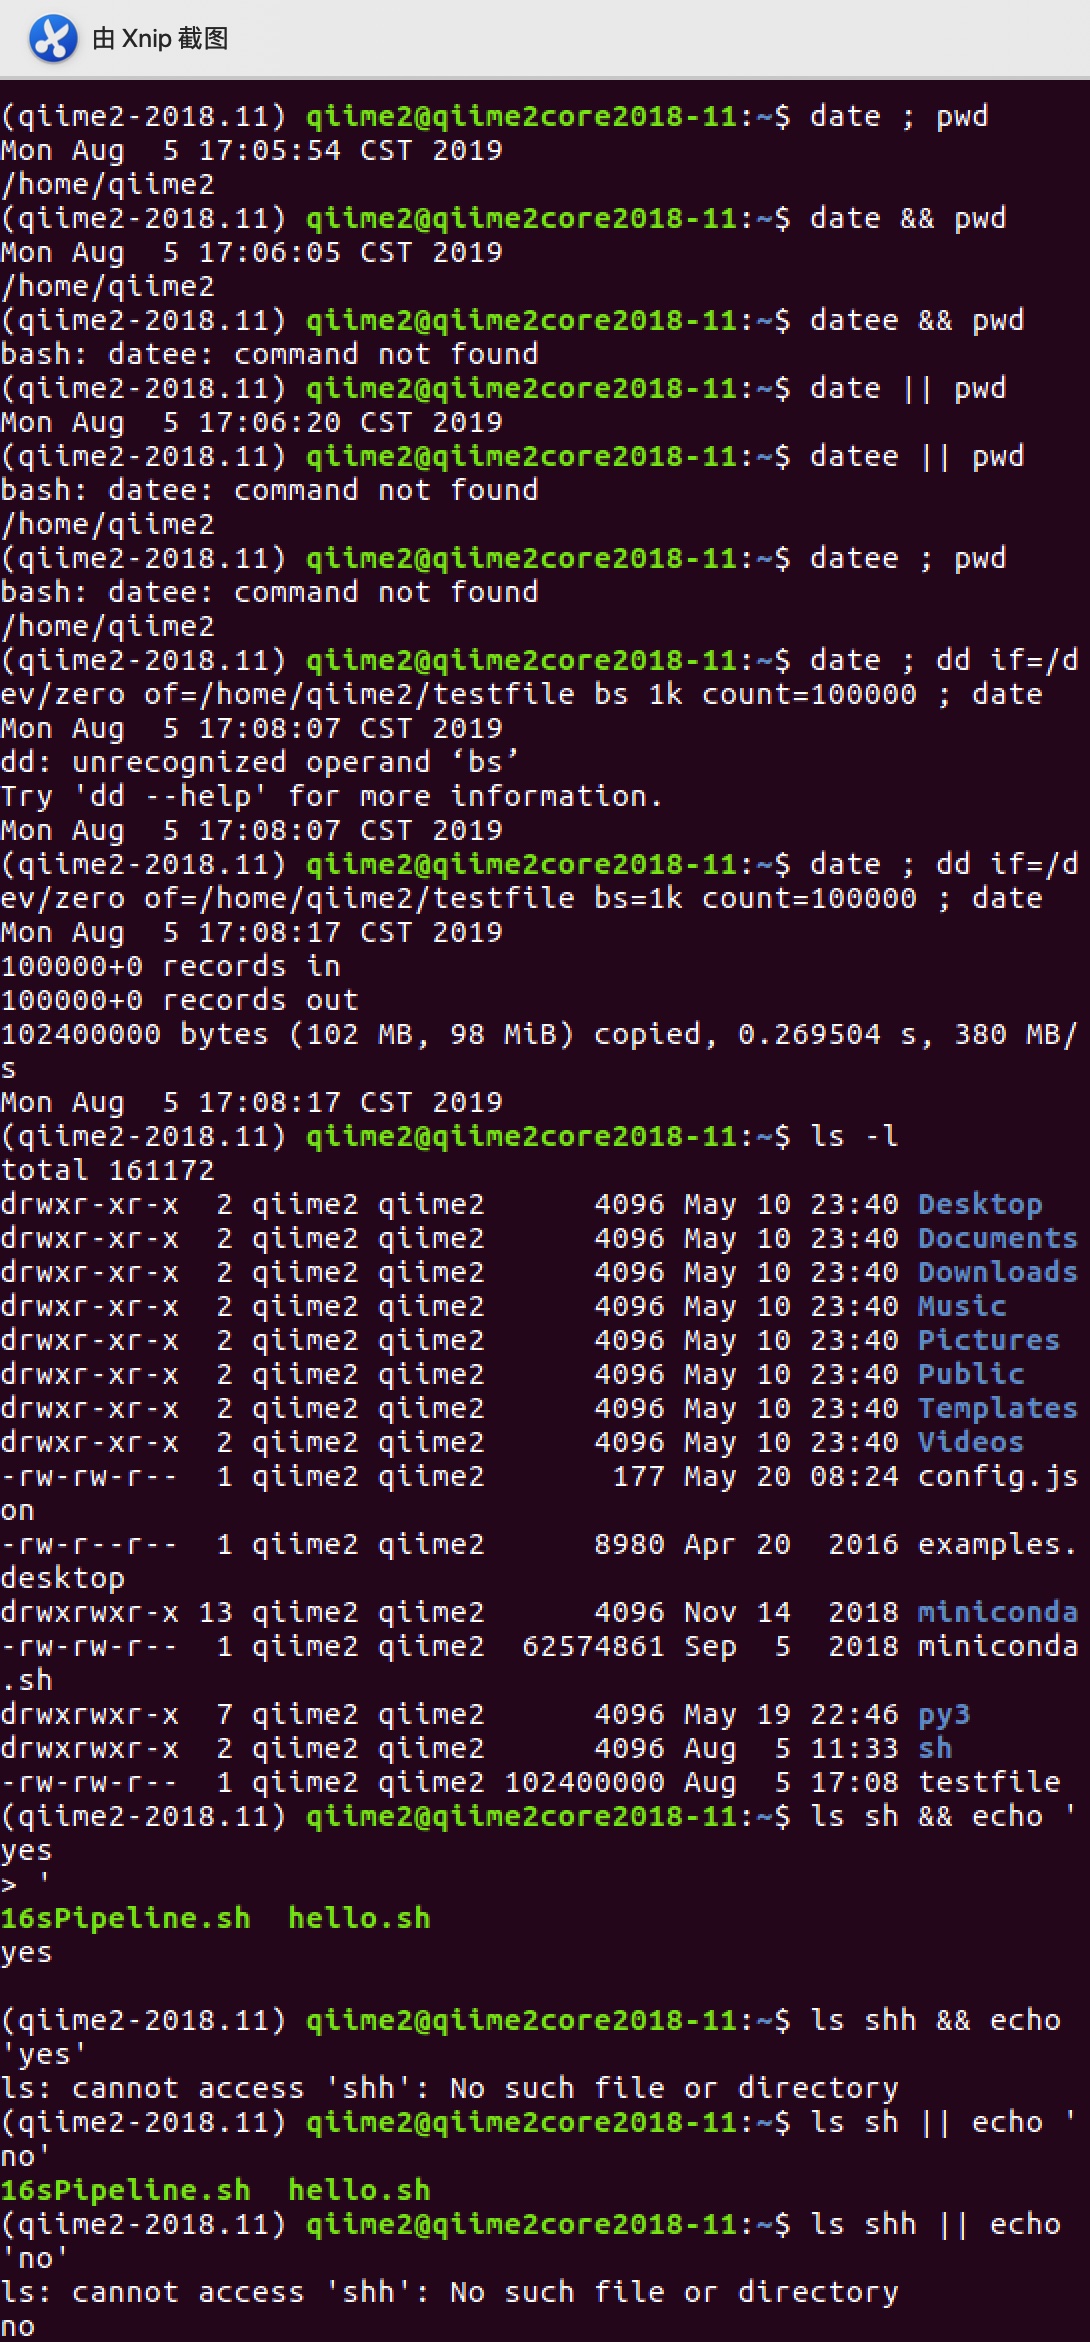 由 Xnip 截图
(qiime2-2018.11) qiime2@qiime2core2018-11:~$ date ; pwd
Mon Aug  5 17:05:54 CST 2019
/home/qiime2
(qiime2-2018.11) qiime2@qiime2core2018-11:~$ date && pwd
Mon Aug  5 17:06:05 CST 2019
/home/qiime2
(qiime2-2018.11) qiime2@qiime2core2018-11:~$ datee && pwd
bash: datee: command not found
(qiime2-2018.11) qiime2@qiime2core2018-11:~$ date || pwd
Mon Aug  5 17:06:20 CST 2019
(qiime2-2018.11) qiime2@qiime2core2018-11:~$ datee || pwd
bash: datee: command not found
/home/qiime2
(qiime2-2018.11) qiime2@qiime2core2018-11:~$ datee ; pwd
bash: datee: command not found
/home/qiime2
(qiime2-2018.11) qiime2@qiime2core2018-11:~$ date ; dd if=/d
ev/zero of=/home/qiime2/testfile bs 1k count=100000 ; date
Mon Aug  5 17:08:07 CST 2019
dd: unrecognized operand ‘bs’
Try 'dd --help' for more information.
Mon Aug  5 17:08:07 CST 2019
(qiime2-2018.11) qiime2@qiime2core2018-11:~$ date ; dd if=/d
ev/zero of=/home/qiime2/testfile bs=1k count=100000 ; date
Mon Aug  5 17:08:17 CST 2019
100000+0 records in
100000+0 records out
102400000 bytes (102 MB, 98 MiB) copied, 0.269504 s, 380 MB/
s
Mon Aug  5 17:08:17 CST 2019
(qiime2-2018.11) qiime2@qiime2core2018-11:~$ ls -l
total 161172
drwxr-xr-x  2 qiime2 qiime2      4096 May 10 23:40 Desktop
drwxr-xr-x  2 qiime2 qiime2      4096 May 10 23:40 Documents
drwxr-xr-x  2 qiime2 qiime2      4096 May 10 23:40 Downloads
drwxr-xr-x  2 qiime2 qiime2      4096 May 10 23:40 Music
drwxr-xr-x  2 qiime2 qiime2      4096 May 10 23:40 Pictures
drwxr-xr-x  2 qiime2 qiime2      4096 May 10 23:40 Public
drwxr-xr-x  2 qiime2 qiime2      4096 May 10 23:40 Templates
drwxr-xr-x  2 qiime2 qiime2      4096 May 10 23:40 Videos
-rw-rw-r--  1 qiime2 qiime2       177 May 20 08:24 config.js
on
-rw-r--r--  1 qiime2 qiime2      8980 Apr 20  2016 examples.
desktop
drwxrwxr-x 13 qiime2 qiime2      4096 Nov 14  2018 miniconda
-rw-rw-r--  1 qiime2 qiime2  62574861 Sep  5  2018 miniconda
.sh
drwxrwxr-x  7 qiime2 qiime2      4096 May 19 22:46 py3
drwxrwxr-x  2 qiime2 qiime2      4096 Aug  5 11:33 sh
-rw-rw-r--  1 qiime2 qiime2 102400000 Aug  5 17:08 testfile
(qiime2-2018.11) qiime2@qiime2core2018-11:~$ ls sh && echo '
yes
> '
16sPipeline.sh  hello.sh
yes
(qiime2-2018.11) qiime2@qiime2core2018-11:~$ ls shh && echo
'yes'
ls: cannot access 'shh': No such file or directory
(qiime2-2018.11) qiime2@qiime2core2018-11:~$ ls sh || echo '
no'
16sPipeline.sh  hello.sh
(qiime2-2018.11) qiime2@qiime2core2018-11:~$ ls shh || echo
'no'
ls: cannot access 'shh': No such file or directory
no